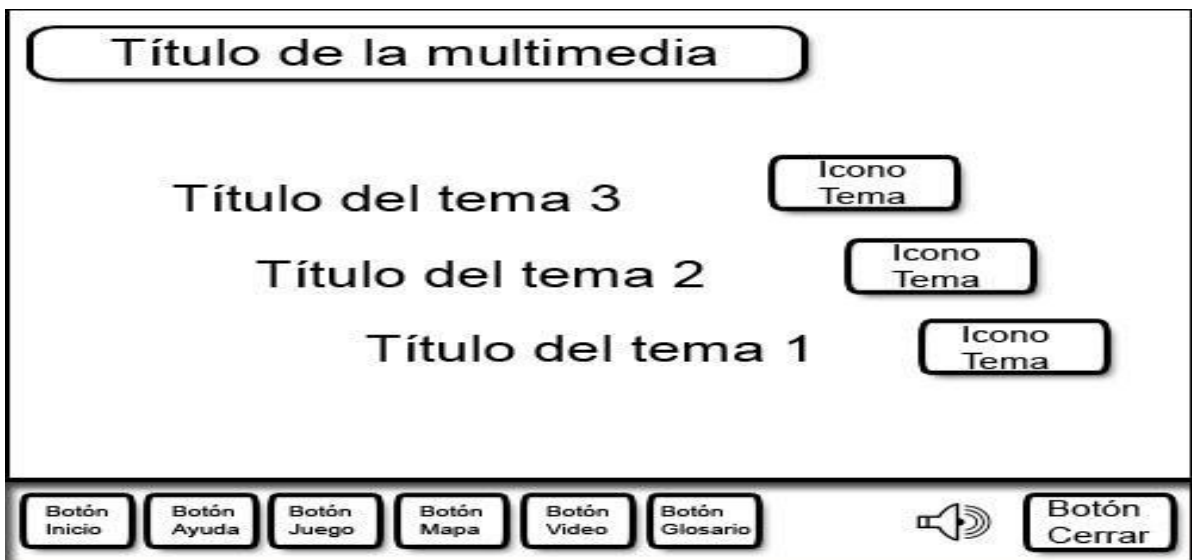 Título de la multimedia
Título del tema 3
Icono
Tema
Título del tema 2
Icono
Tema
Título del tema 1
Icono
Tema
Botón
Inicio
Botón
Ayuda
Botón
Juego
Botón
Mapa
Botón
Video
Botón
Glosario
Botón
Cerrar